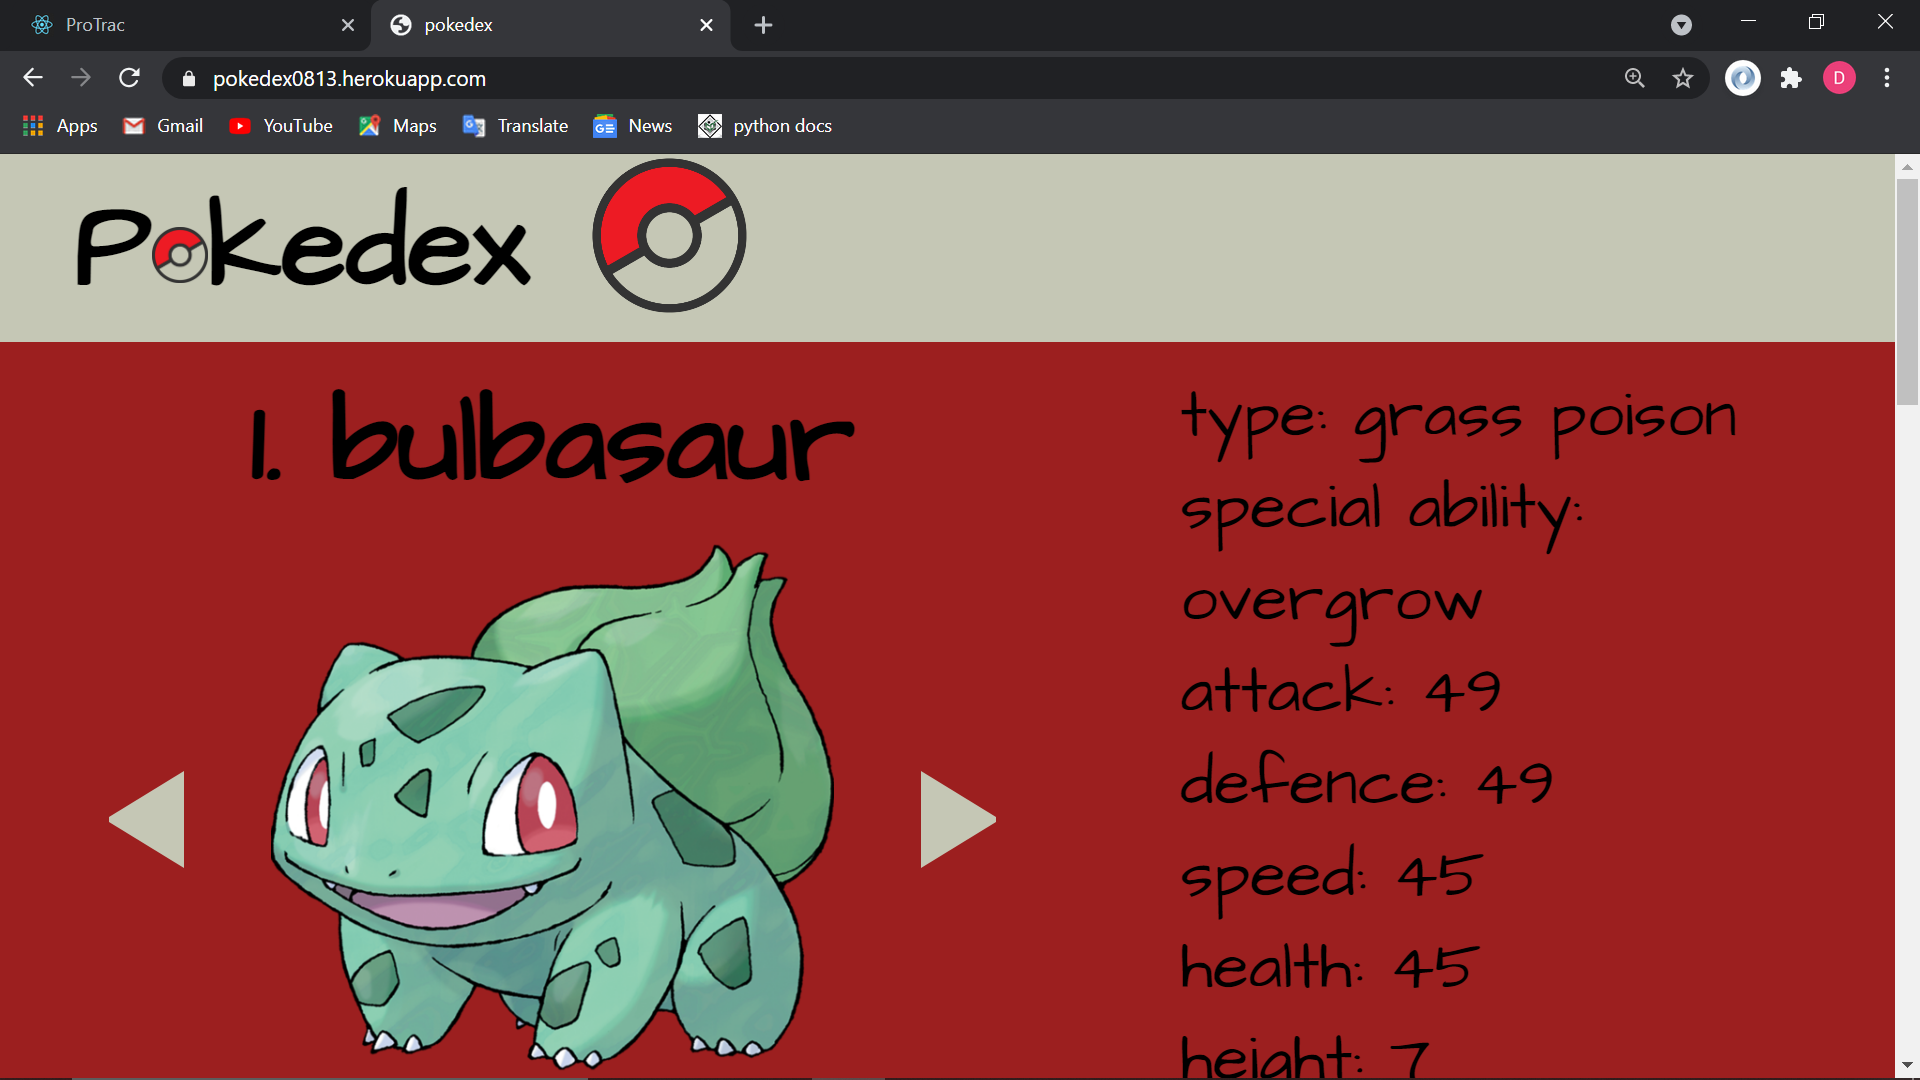 ProTrac
pokedex
pokedex0813.herokuapp.com
D
Apps
Gmail
YouTube
Maps
Translate
News
python docs
Pokedex
1. bulbasaur
type: grass poison
special ability:
overgrow
attack: 49
defence: 49
speed: 45
health: 45
height: 7